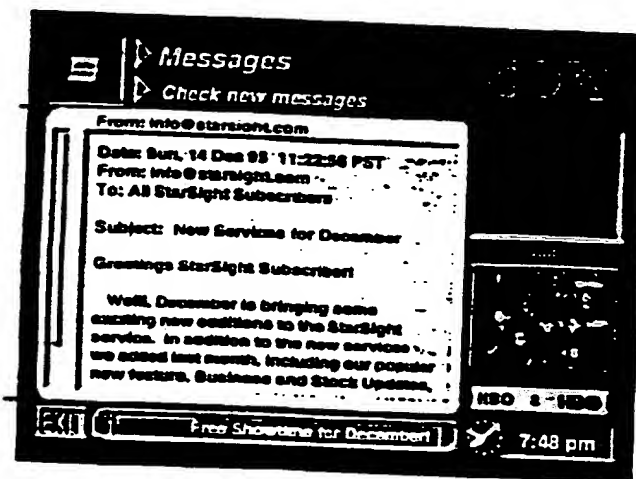 Messages
Check new messages
From: info@starsight.com
Date: Sun, 14 Dec 95 11:22:56 PST
From: info@starsight.com
To: All StarSight Subscribers
Subject: New Services for December
Greetings StarSight Subscriber!
Well, December is bringing some
exciting new additions to the StarSight
service. In addition to the new services
we added last month, including our popular
new feature, Business and Stock Updates,
HBO 2 HBO
EXIT
Free Showtime for December!
7:48 pm